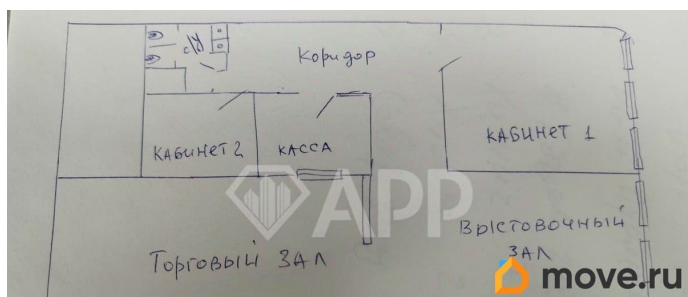 Коридор
с/у
КАБИНЕТ 2
КАССА
КАБИНЕТ 1
APP
Выстовочный
ЗАЛ
Торговый ЗАЛ
move.ru